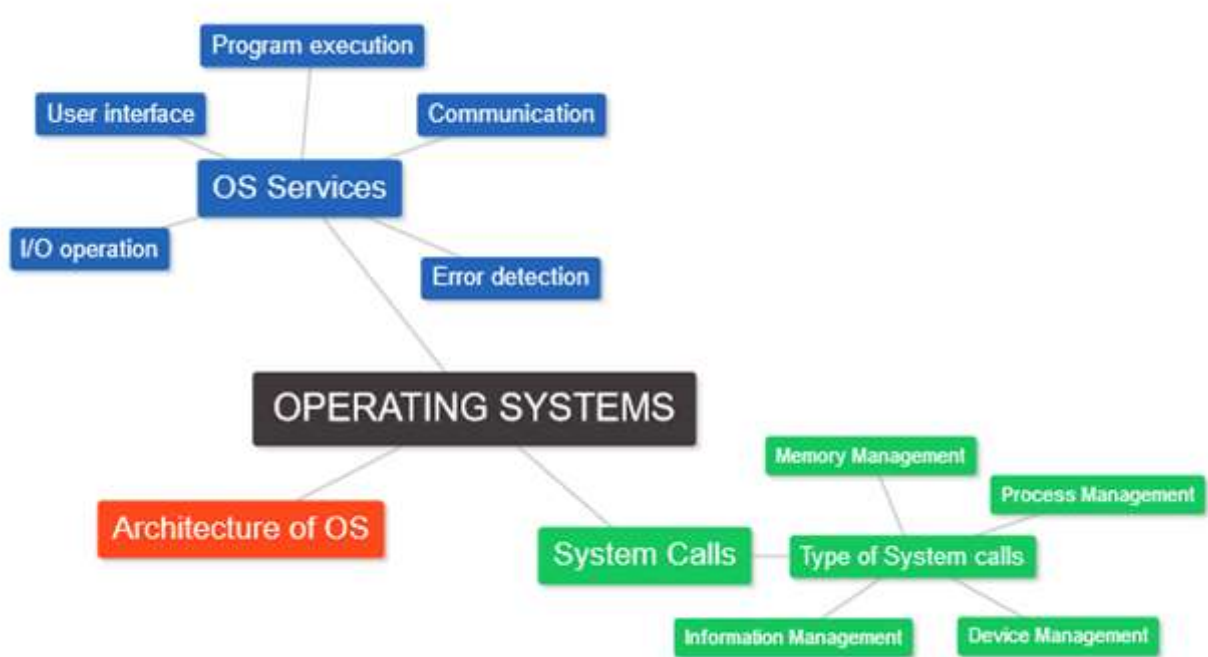 Program execution
User interface
Communication
OS Services
I/O operation
Error detection
OPERATING SYSTEMS
Architecture of OS
System Calls
Type of System calls
Memory Management
Process Management
Information Management
Device Management